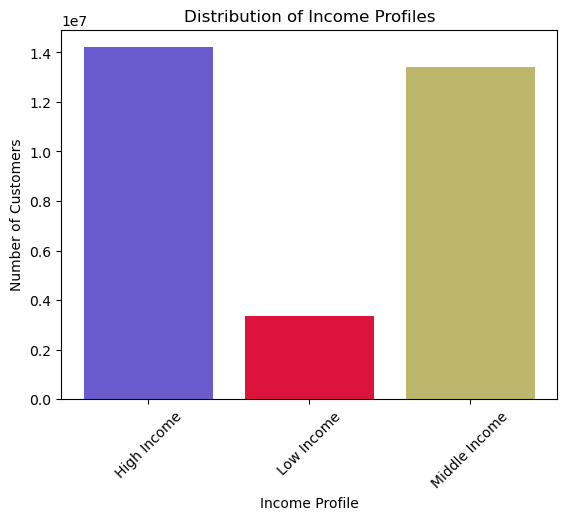 Distribution of Income Profiles
1e7
1.4
1.2
1.0
0.8
0.6
0.4
0.2
0.0
Number of Customers
High Income
Low Income
Middle Income
Income Profile